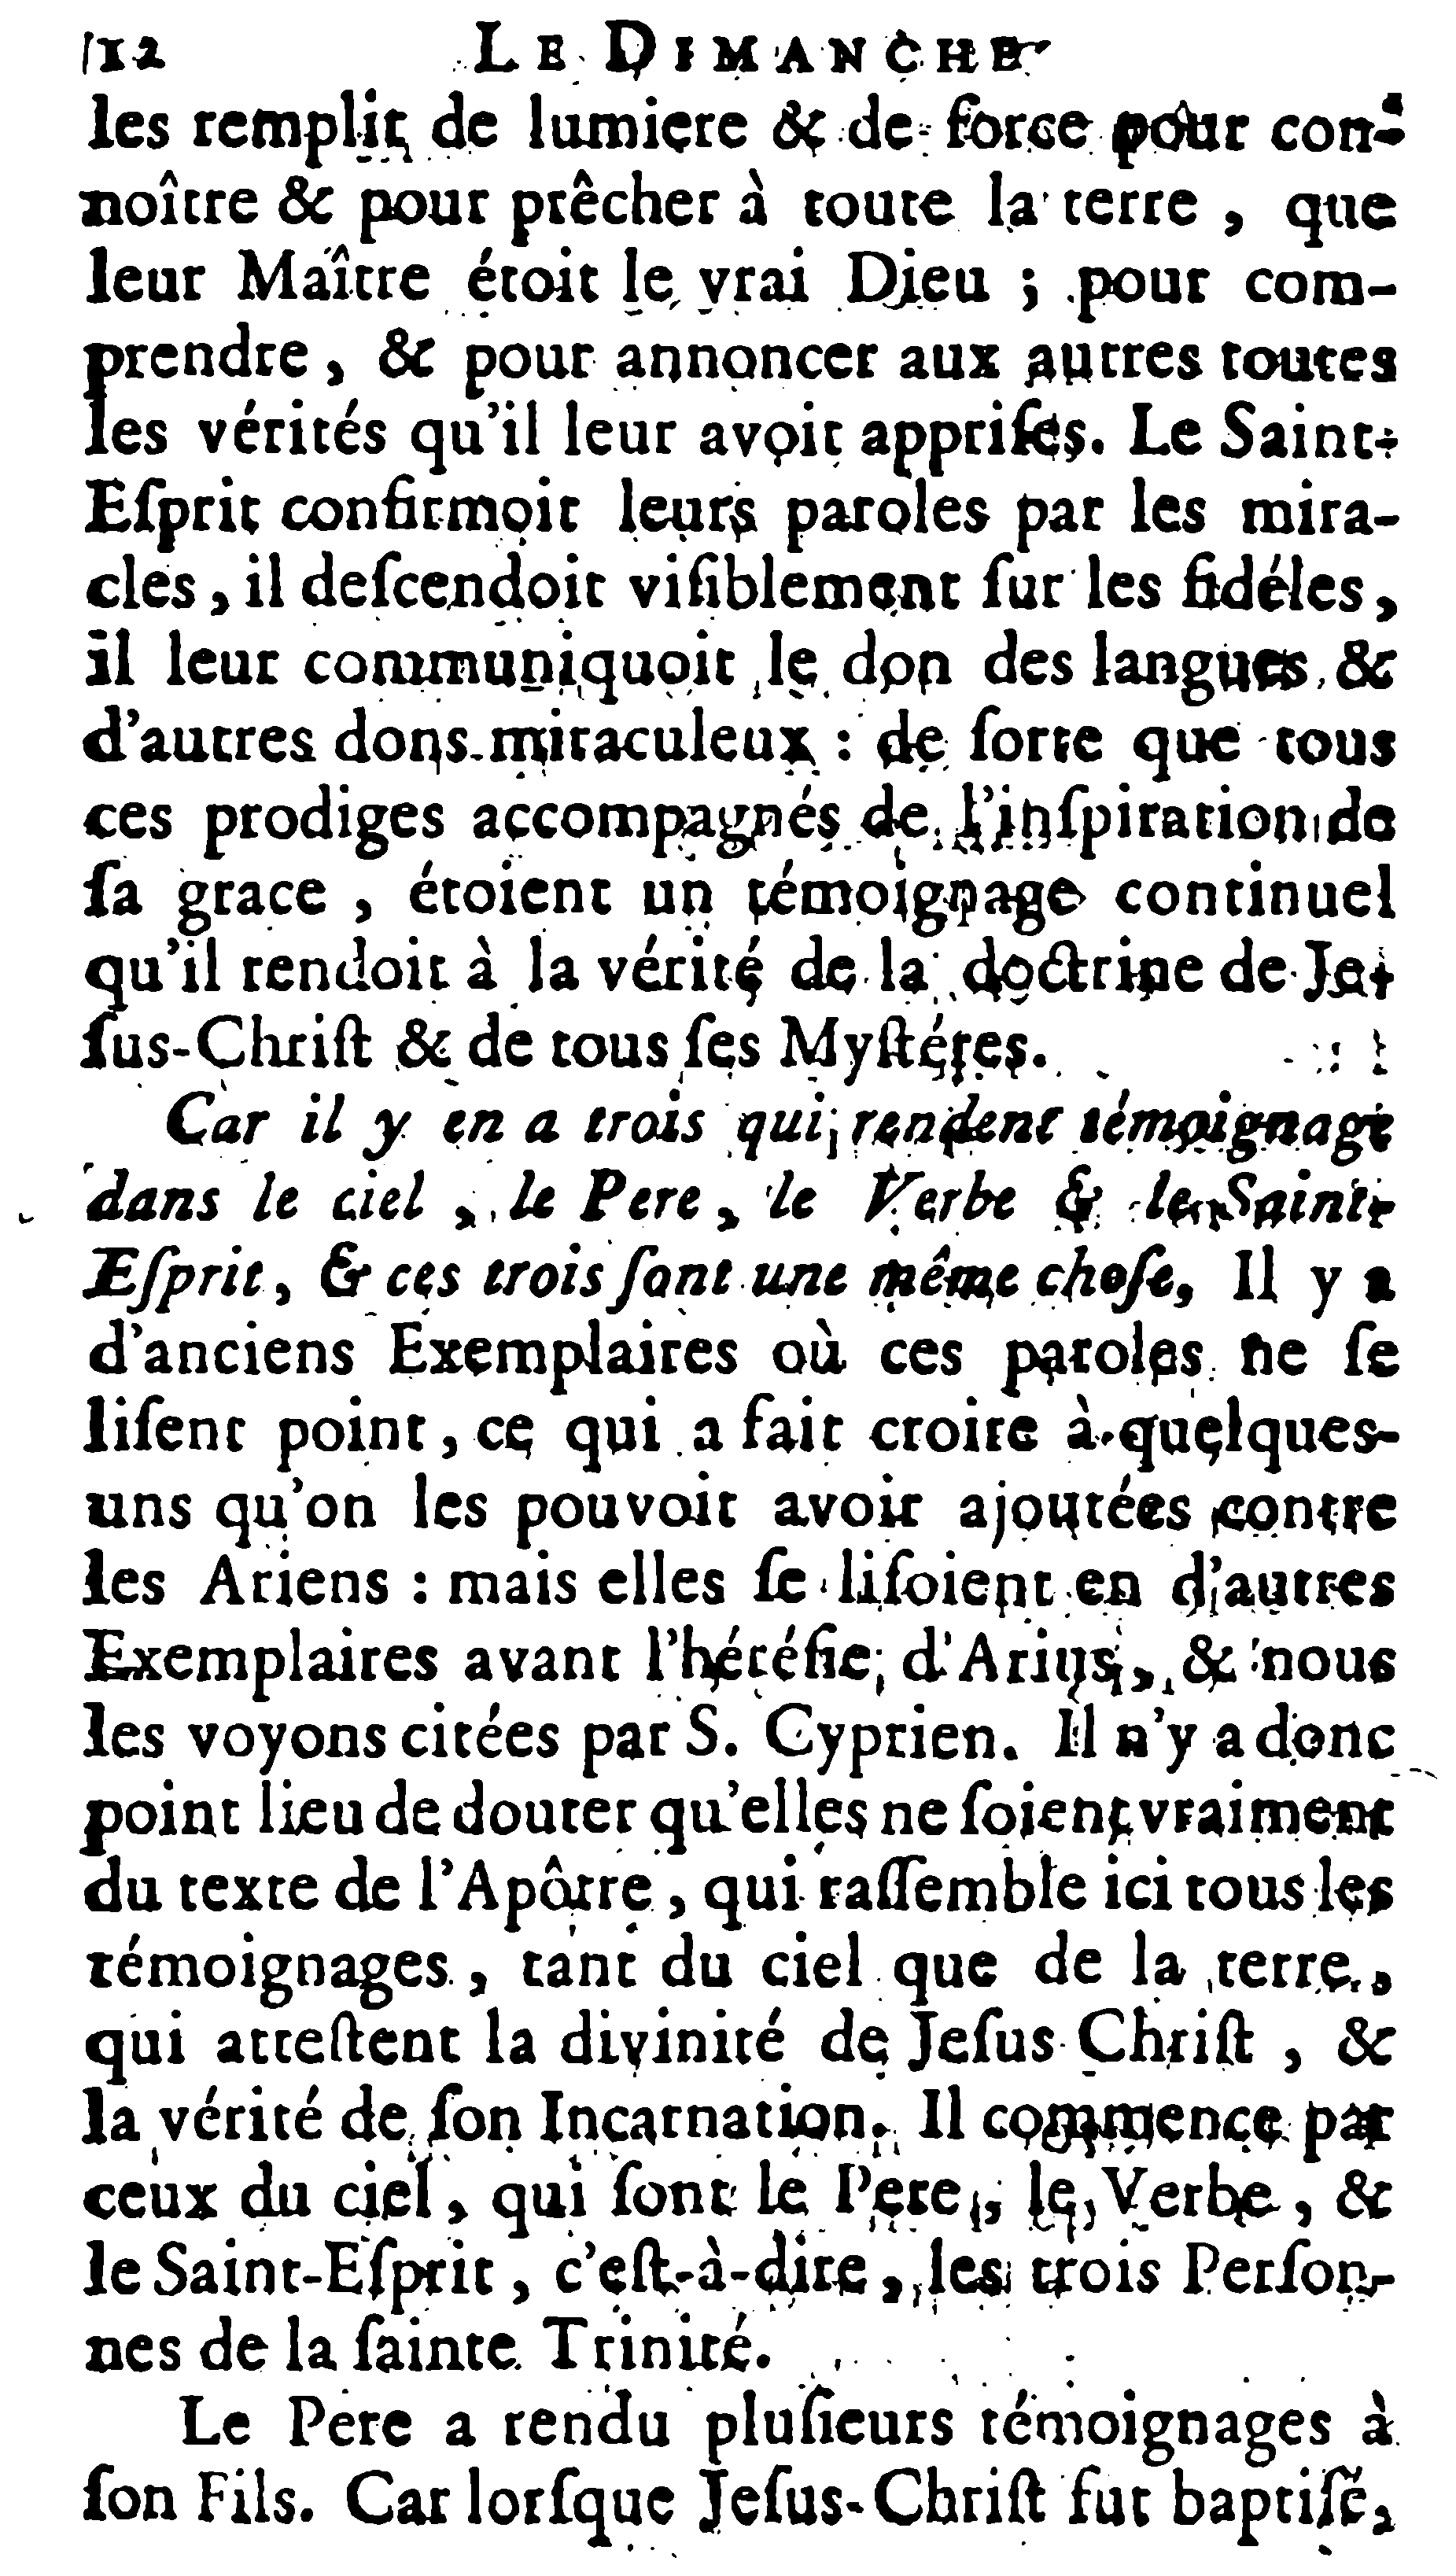 12 LE DIMANCHE
les remplit de lumiere & de force pour con-
noître & pour prêcher à toute la terre, que
leur Maître étoit le vrai Dieu ; pour com-
prendre, & pour annoncer aux autres toutes
les vérités qu'il leur avoit appriſes. Le Saint-
Eſprit confirmoit leurs paroles par les mira-
cles, il deſcendoit viſiblement ſur les fidéles,
il leur communiquoit le don des langues &
d'autres dons miraculeux : de ſorte que tous
ces prodiges accompagnés de l'inſpiration de
ſa grace, étoient un témoignage continuel
qu'il rendoit à la vérité de la doctrine de Je-
ſus-Chriſt & de tous ſes Myſtéres.
Car il y en a trois qui rendent témoignage
dans le ciel, le Pere, le Verbe & le Saint-
Eſprit, & ces trois ſont une même choſe, Il y a
d'anciens Exemplaires où ces paroles ne ſe
liſent point, ce qui a fait croire à quelques-
uns qu'on les pouvoit avoir ajoutées contre
les Ariens : mais elles ſe liſoient en d'autres
Exemplaires avant l'héréſie d'Arius, & nous
les voyons citées par S. Cyprien. Il n'y a donc
point lieu de douter qu'elles ne ſoient vraiment
du texte de l'Apôtre, qui raſſemble ici tous les
témoignages, tant du ciel que de la terre,
qui atteſtent la divinité de Jeſus Chriſt, &
la vérité de ſon Incarnation. Il commence par
ceux du ciel, qui ſont le Pere, le Verbe, &
le Saint-Eſprit, c'eſt-à-dire, les trois Perſon-
nes de la ſainte Trinité.
Le Pere a rendu pluſieurs témoignages à
ſon Fils. Car lorſque Jeſus-Chriſt fut baptiſé,